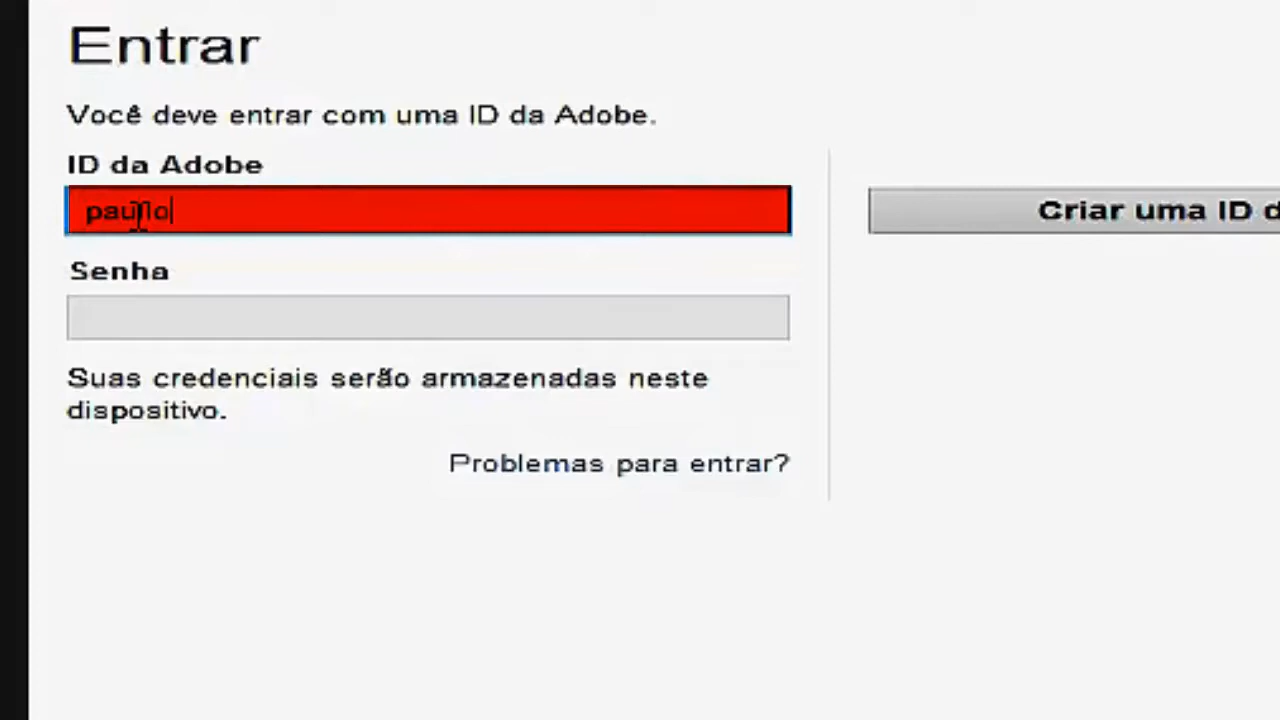 Entrar
Você deve entrar com uma ID da Adobe.
ID da Adobe
paulo
Criar uma ID d
Senha
Suas credenciais serão armazenadas neste
dispositivo.
Problemas para entrar?